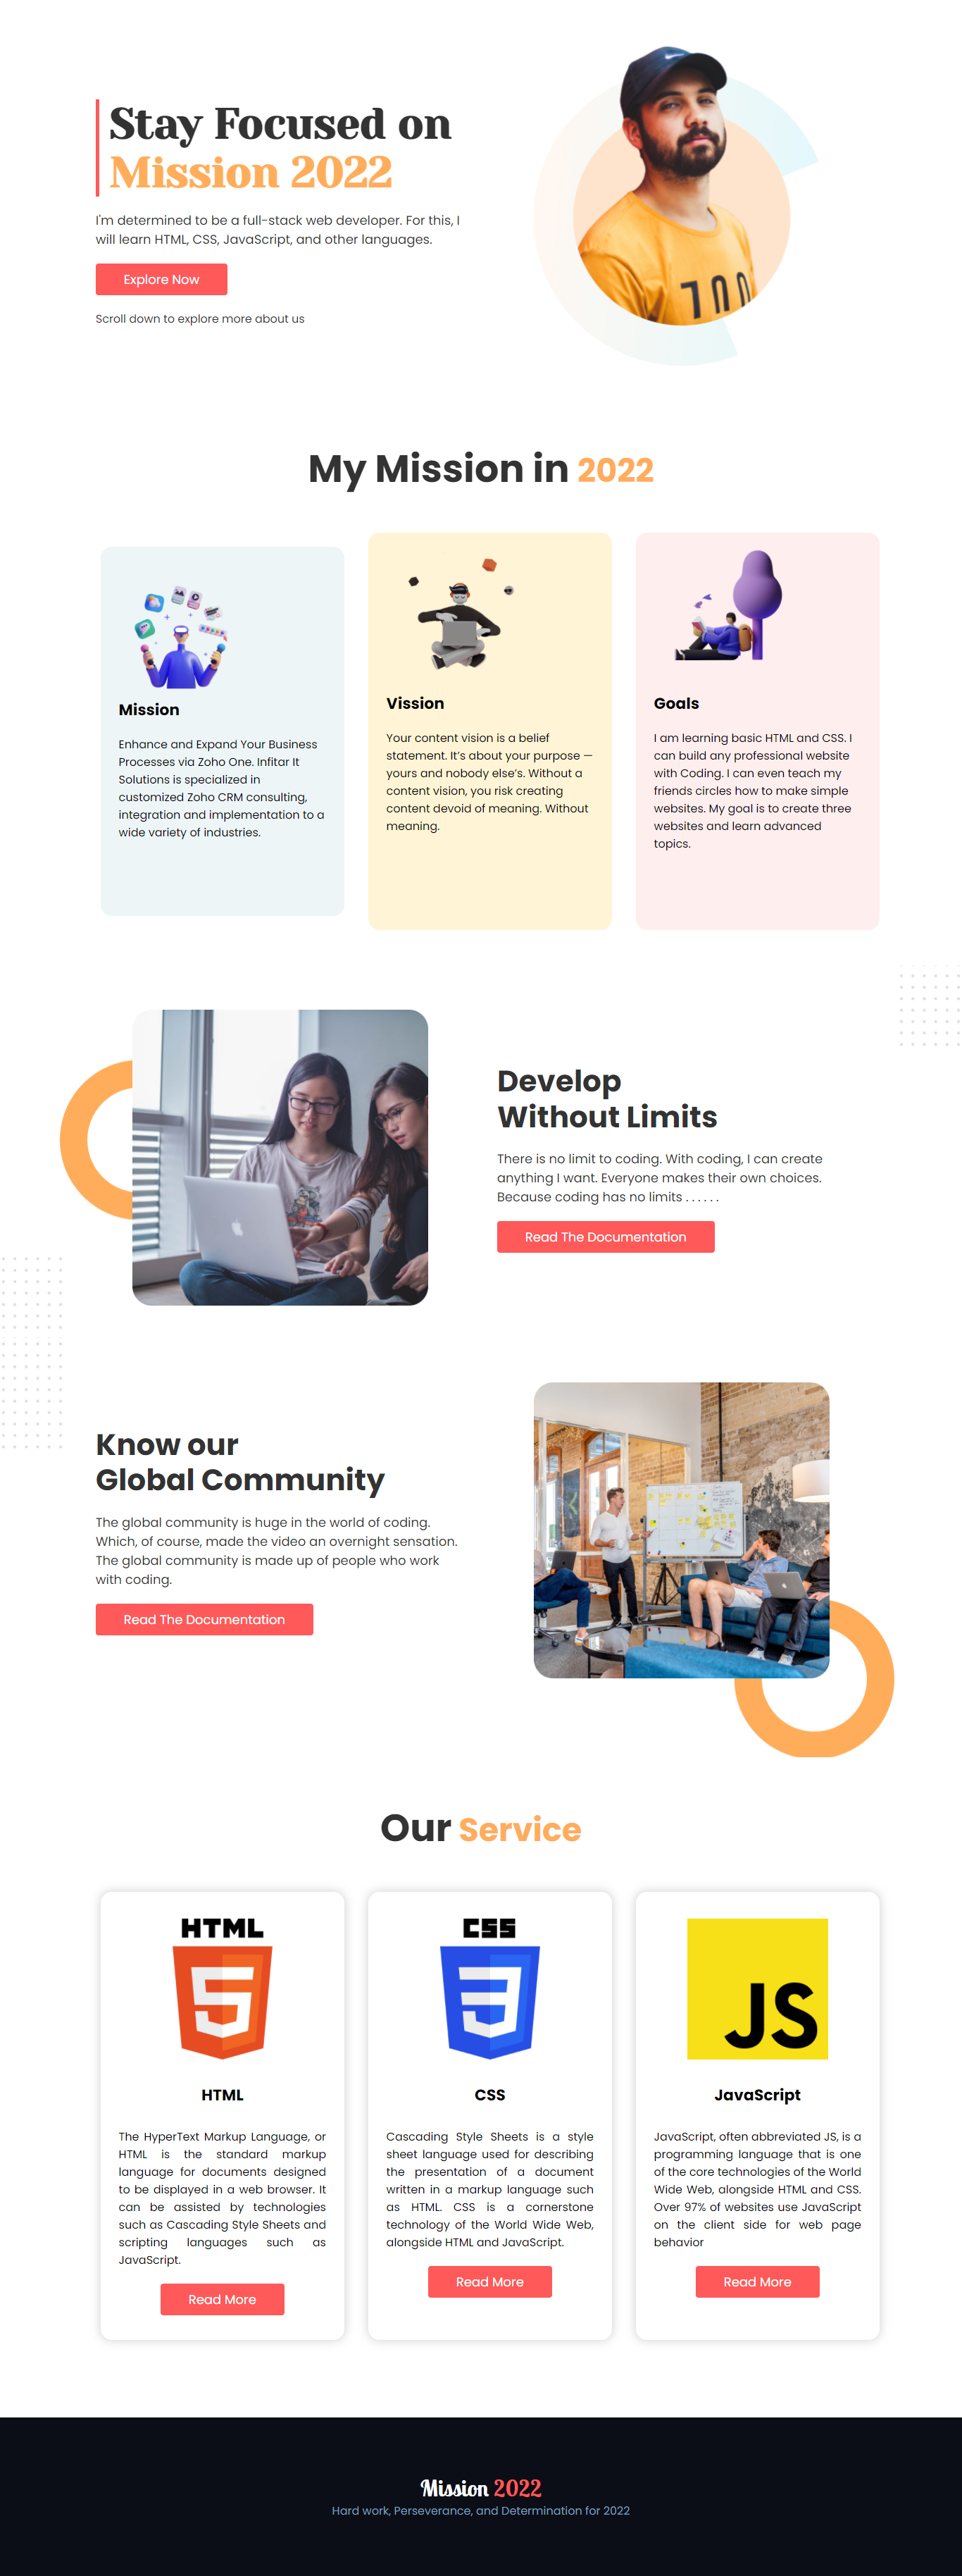 Stay Focused on
Mission 2022
I'm determined to be a full-stack web developer. For this, I
will learn HTML, CSS, JavaScript, and other languages.
Explore Now
Scroll down to explore more about us
My Mission in 2022
Mission
Enhance and Expand Your Business
Processes via Zoho One. Infitar It
Solutions is specialized in
customized Zoho CRM consulting,
integration and implementation to a
wide variety of industries.
Vission
Your content vision is a belief
statement. It’s about your purpose —
yours and nobody else’s. Without a
content vision, you risk creating
content devoid of meaning. Without
meaning.
Goals
I am learning basic HTML and CSS. I
can build any professional website
with Coding. I can even teach my
friends circles how to make simple
websites. My goal is to create three
websites and learn advanced
topics.
Develop
Without Limits
There is no limit to coding. With coding, I can create
anything I want. Everyone makes their own choices.
Because coding has no limits . . . . . .
Read The Documentation
Know our
Global Community
The global community is huge in the world of coding.
Which, of course, made the video an overnight sensation.
The global community is made up of people who work
with coding.
Read The Documentation
Our Service
HTML
5
HTML
The HyperText Markup Language, or
HTML is the standard markup
language for documents designed
to be displayed in a web browser. It
can be assisted by technologies
such as Cascading Style Sheets and
scripting languages such as
JavaScript.
Read More
CSS
3
CSS
Cascading Style Sheets is a style
sheet language used for describing
the presentation of a document
written in a markup language such
as HTML. CSS is a cornerstone
technology of the World Wide Web,
alongside HTML and JavaScript.
Read More
JS
JavaScript
JavaScript, often abbreviated JS, is a
programming language that is one
of the core technologies of the World
Wide Web, alongside HTML and CSS.
Over 97% of websites use JavaScript
on the client side for web page
behavior
Read More
Mission 2022
Hard work, Perseverance, and Determination for 2022